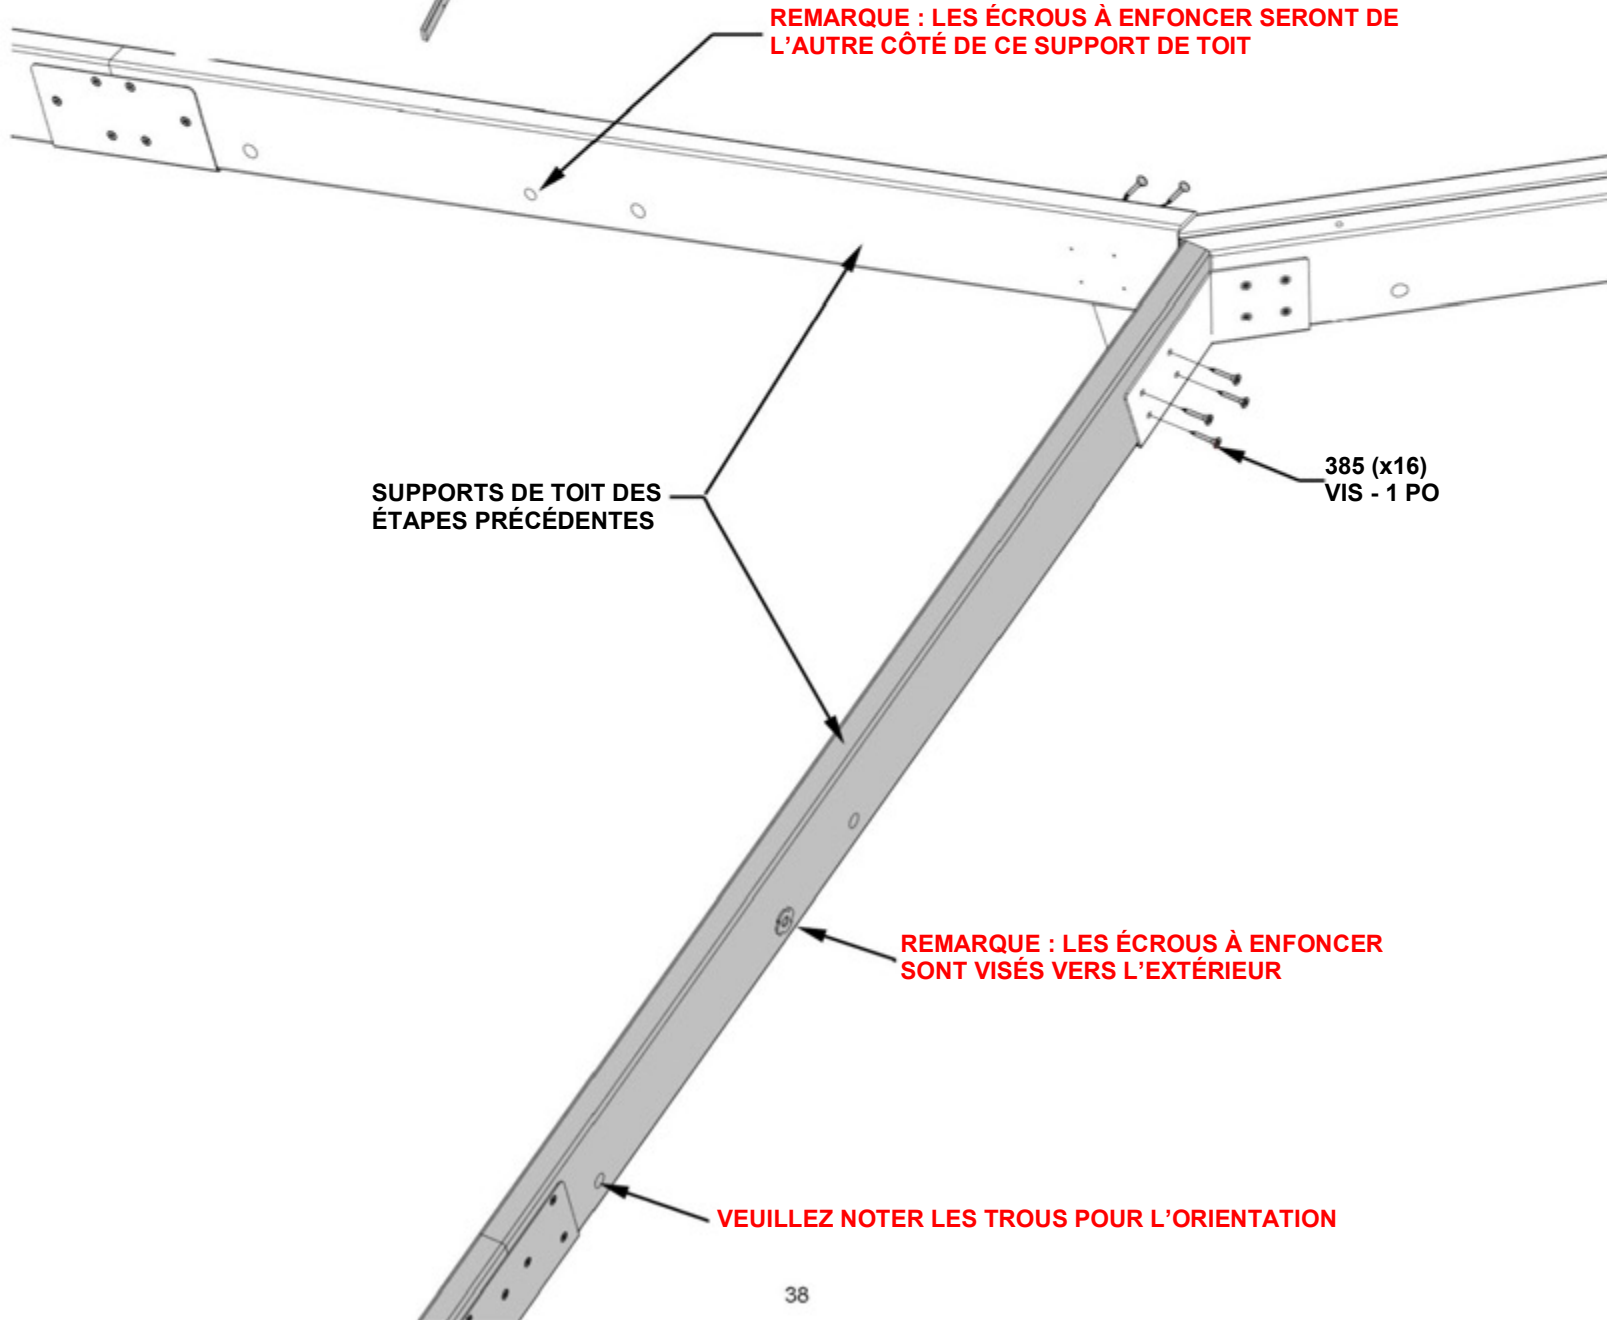 REMARQUE : LES ÉCROUS À ENFONCER SERONT DE
L'AUTRE CÔTÉ DE CE SUPPORT DE TOIT
385 (x16)
VIS - 1 PO
SUPPORTS DE TOIT DES
ÉTAPES PRÉCÉDENTES
REMARQUE : LES ÉCROUS À ENFONCER
SONT VISÉS VERS L'EXTÉRIEUR
VEUILLEZ NOTER LES TROUS POUR L'ORIENTATION
38